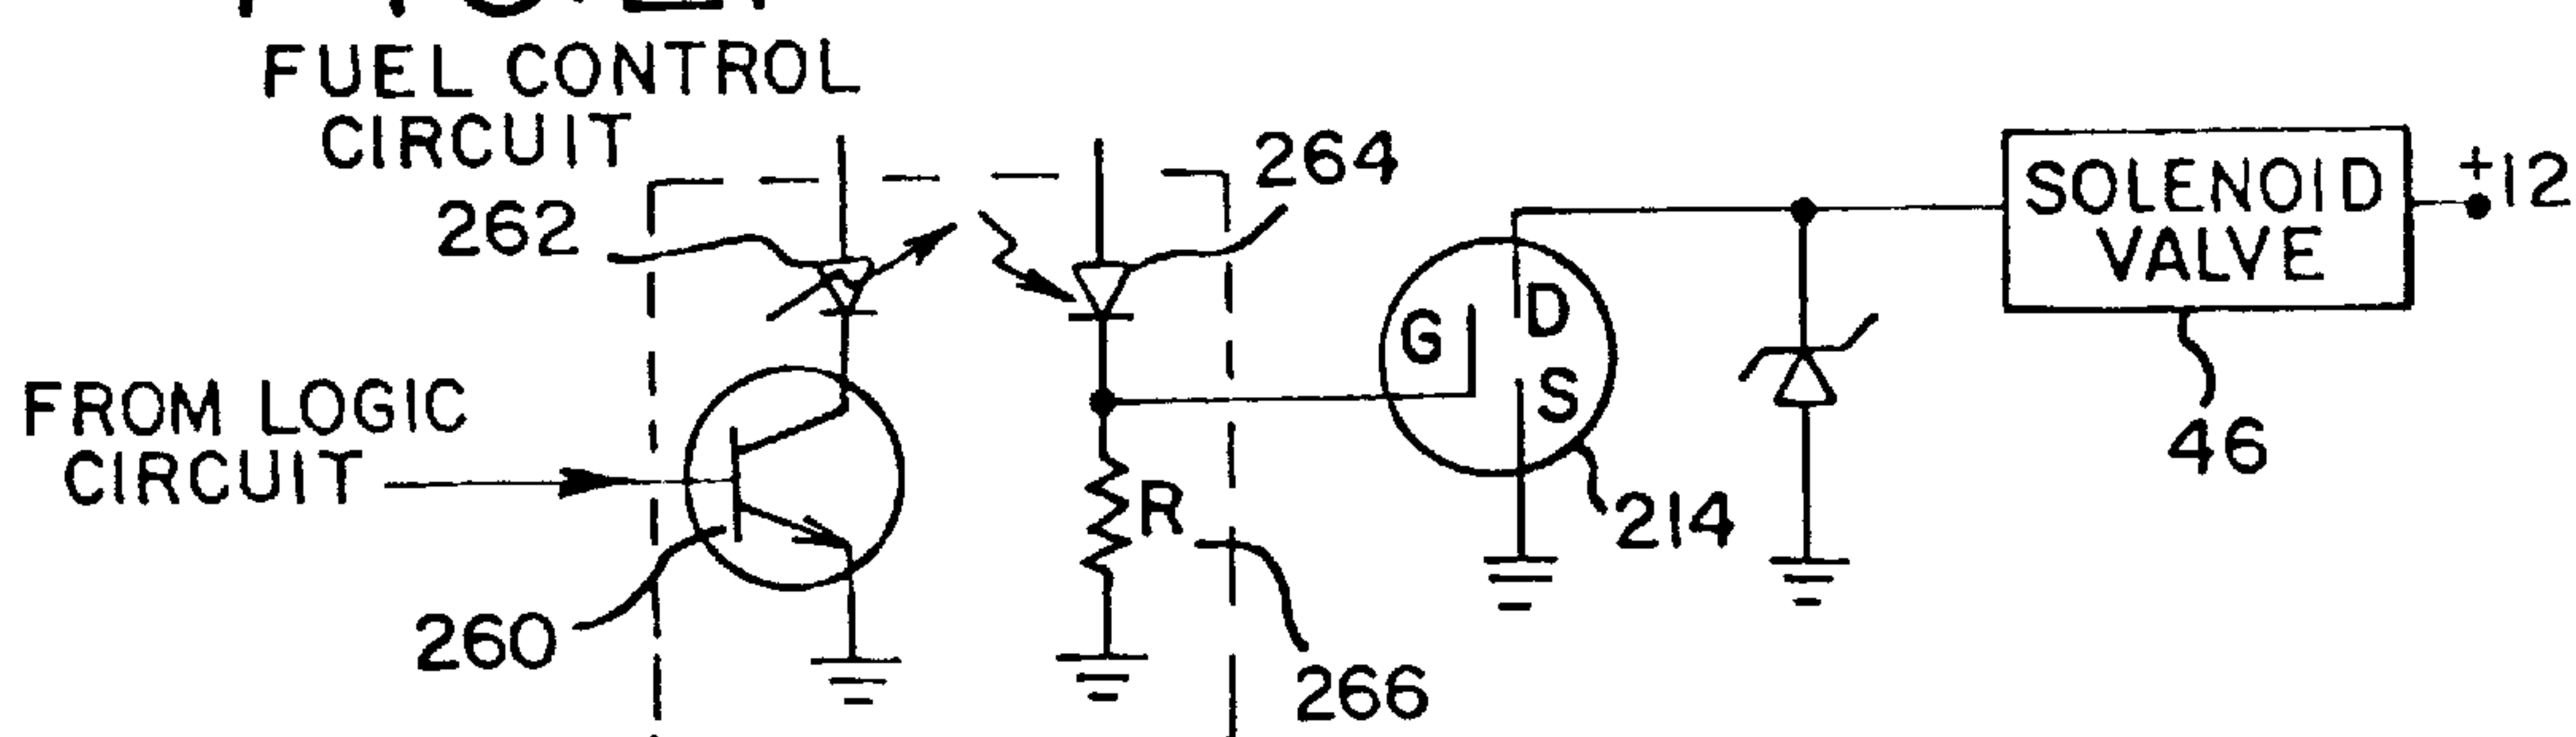 FUEL CONTROL
CIRCUIT
264
262
+12
SOLENOID
VALVE
G
D
S
FROM LOGIC
CIRCUIT
46
R
214
260
266